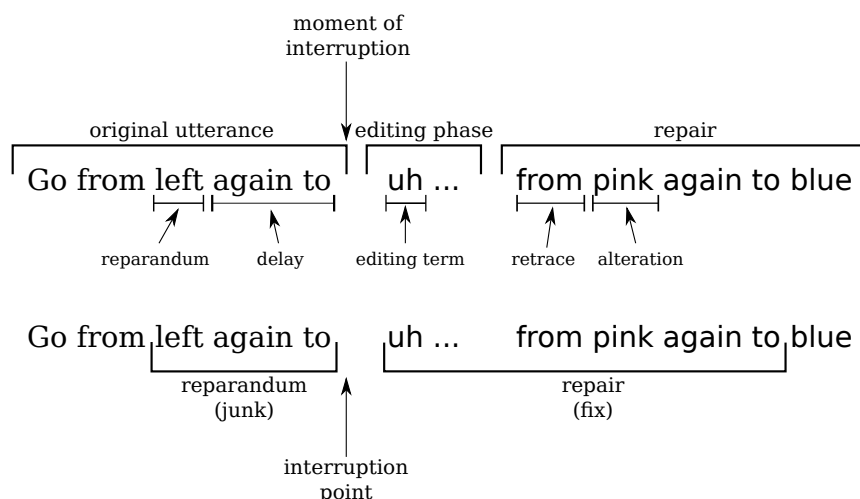 moment of
interruption
original utterance editing phase repair
Go from left again to uh ... from pink again to blue
reparandum delay editing term retrace alteration
Go from left again to uh ... from pink again to blue
reparandum repair
(junk) (fix)
interruption
point